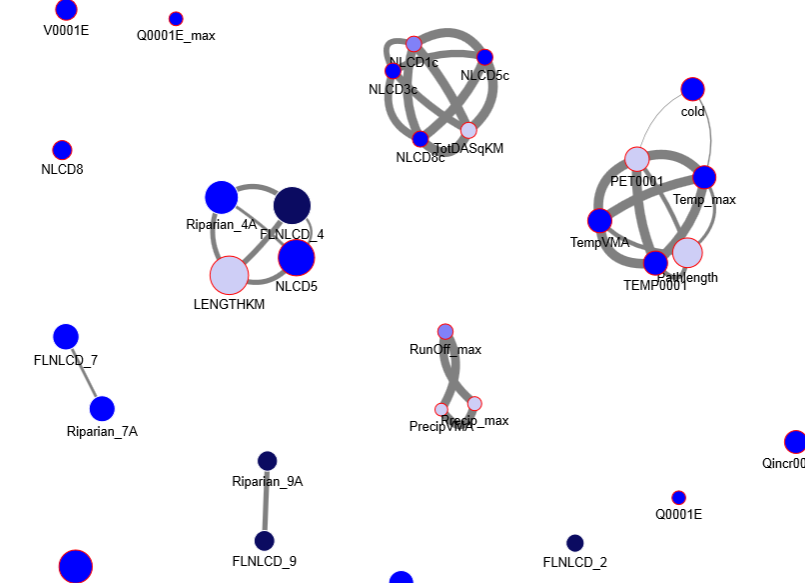 V0001E
Q0001E_max
NLCD1c
NLCD5c
NLCD3c
NLCD8c
TotDASqKM
cold
NLCD8
PET0001
Temp_max
TempVMA
TEMP0001
Pathlength
Riparian_4A
FLNLCD_4
NLCD5
LENGTHKM
FLNLCD_7
Riparian_7A
RunOff_max
PrecipVMA
Precip_max
Qincr00
Riparian_9A
FLNLCD_9
Q0001E
FLNLCD_2